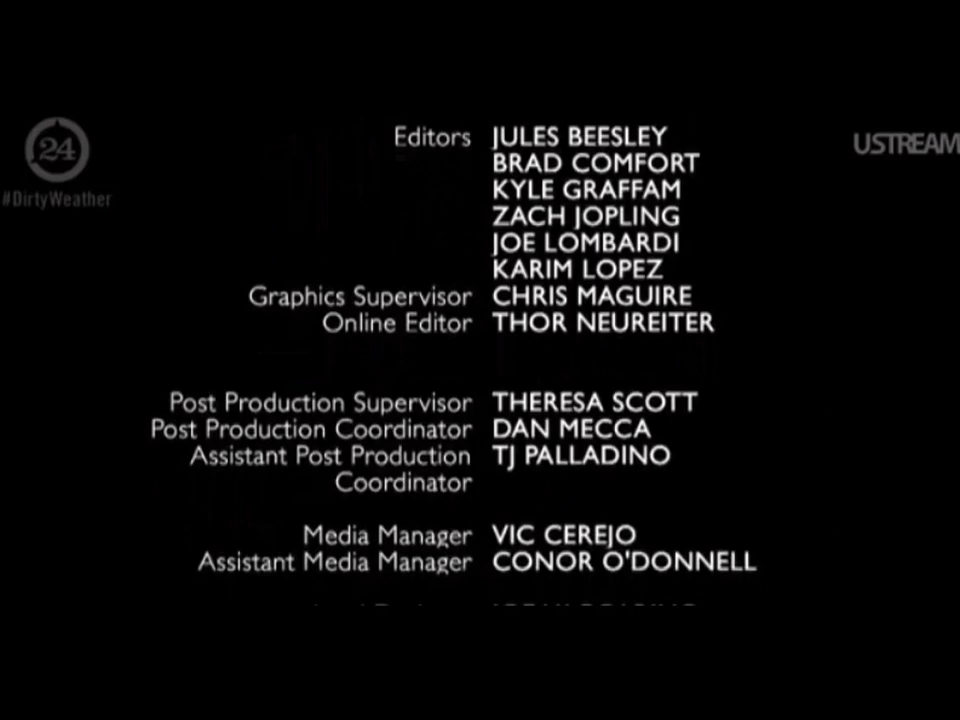 24
#DirtyWeather
USTREAM
Editors JULES BEESLEY
BRAD COMFORT
KYLE GRAFFAM
ZACH JOPLING
JOE LOMBARDI
KARIM LOPEZ
Graphics Supervisor CHRIS MAGUIRE
Online Editor THOR NEUREITER
Post Production Supervisor THERESA SCOTT
Post Production Coordinator DAN MECCA
Assistant Post Production TJ PALLADINO
Coordinator
Media Manager VIC CEREJO
Assistant Media Manager CONOR O'DONNELL